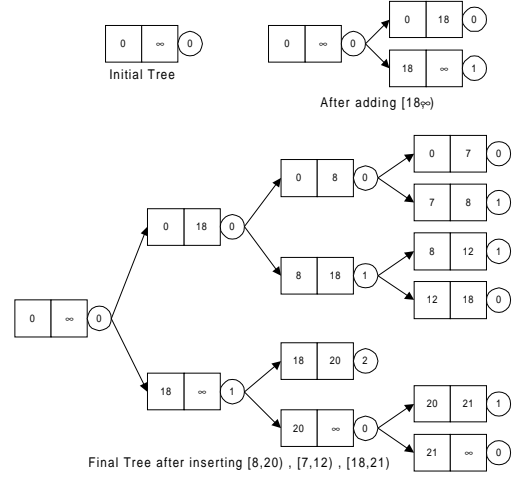 0 ∞ 0
Initial Tree
0 ∞ 0
0 18 0
18 ∞ 1
After adding [18,∞)
0 ∞ 0
0 18 0
18 ∞ 1
0 8 0
8 18 1
18 20 2
20 ∞ 0
0 7 0
7 8 1
8 12 1
12 18 0
20 21 1
21 ∞ 0
Final Tree after inserting [8,20) , [7,12) , [18,21)